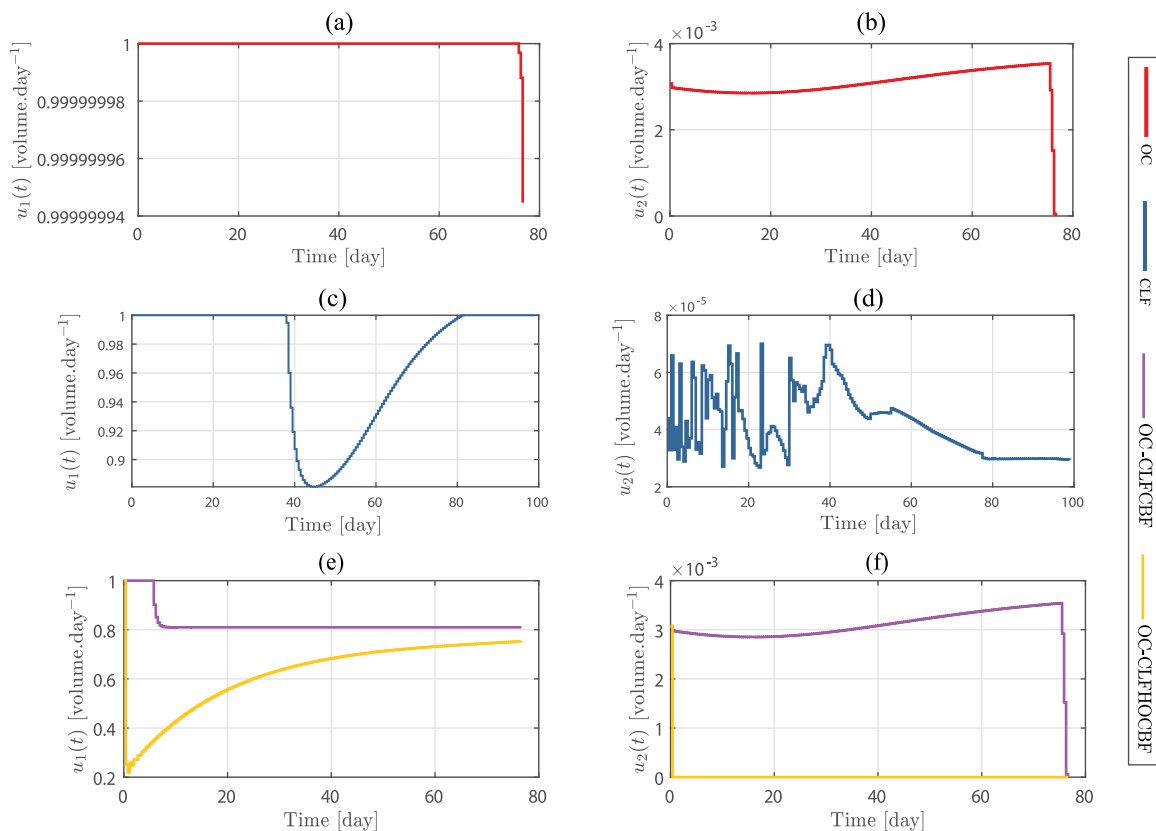 (a)
u₁(t) [volume.day⁻¹]
1
0.99999998
0.99999996
0.99999994
0 20 40 60 80
Time [day]
(b)
×10⁻³
u₂(t) [volume.day⁻¹]
4
2
0
0 20 40 60 80
Time [day]
(c)
u₁(t) [volume.day⁻¹]
1
0.98
0.96
0.94
0.92
0.9
0 20 40 60 80 100
Time [day]
(d)
×10⁻⁵
u₂(t) [volume.day⁻¹]
8
6
4
2
0 20 40 60 80 100
Time [day]
(e)
u₁(t) [volume.day⁻¹]
1
0.8
0.6
0.4
0.2
0 20 40 60 80
Time [day]
(f)
×10⁻³
u₂(t) [volume.day⁻¹]
4
3
2
1
0
0 20 40 60 80
Time [day]
OC
CLF
OC-CLFCBF
OC-CLFHOCBF